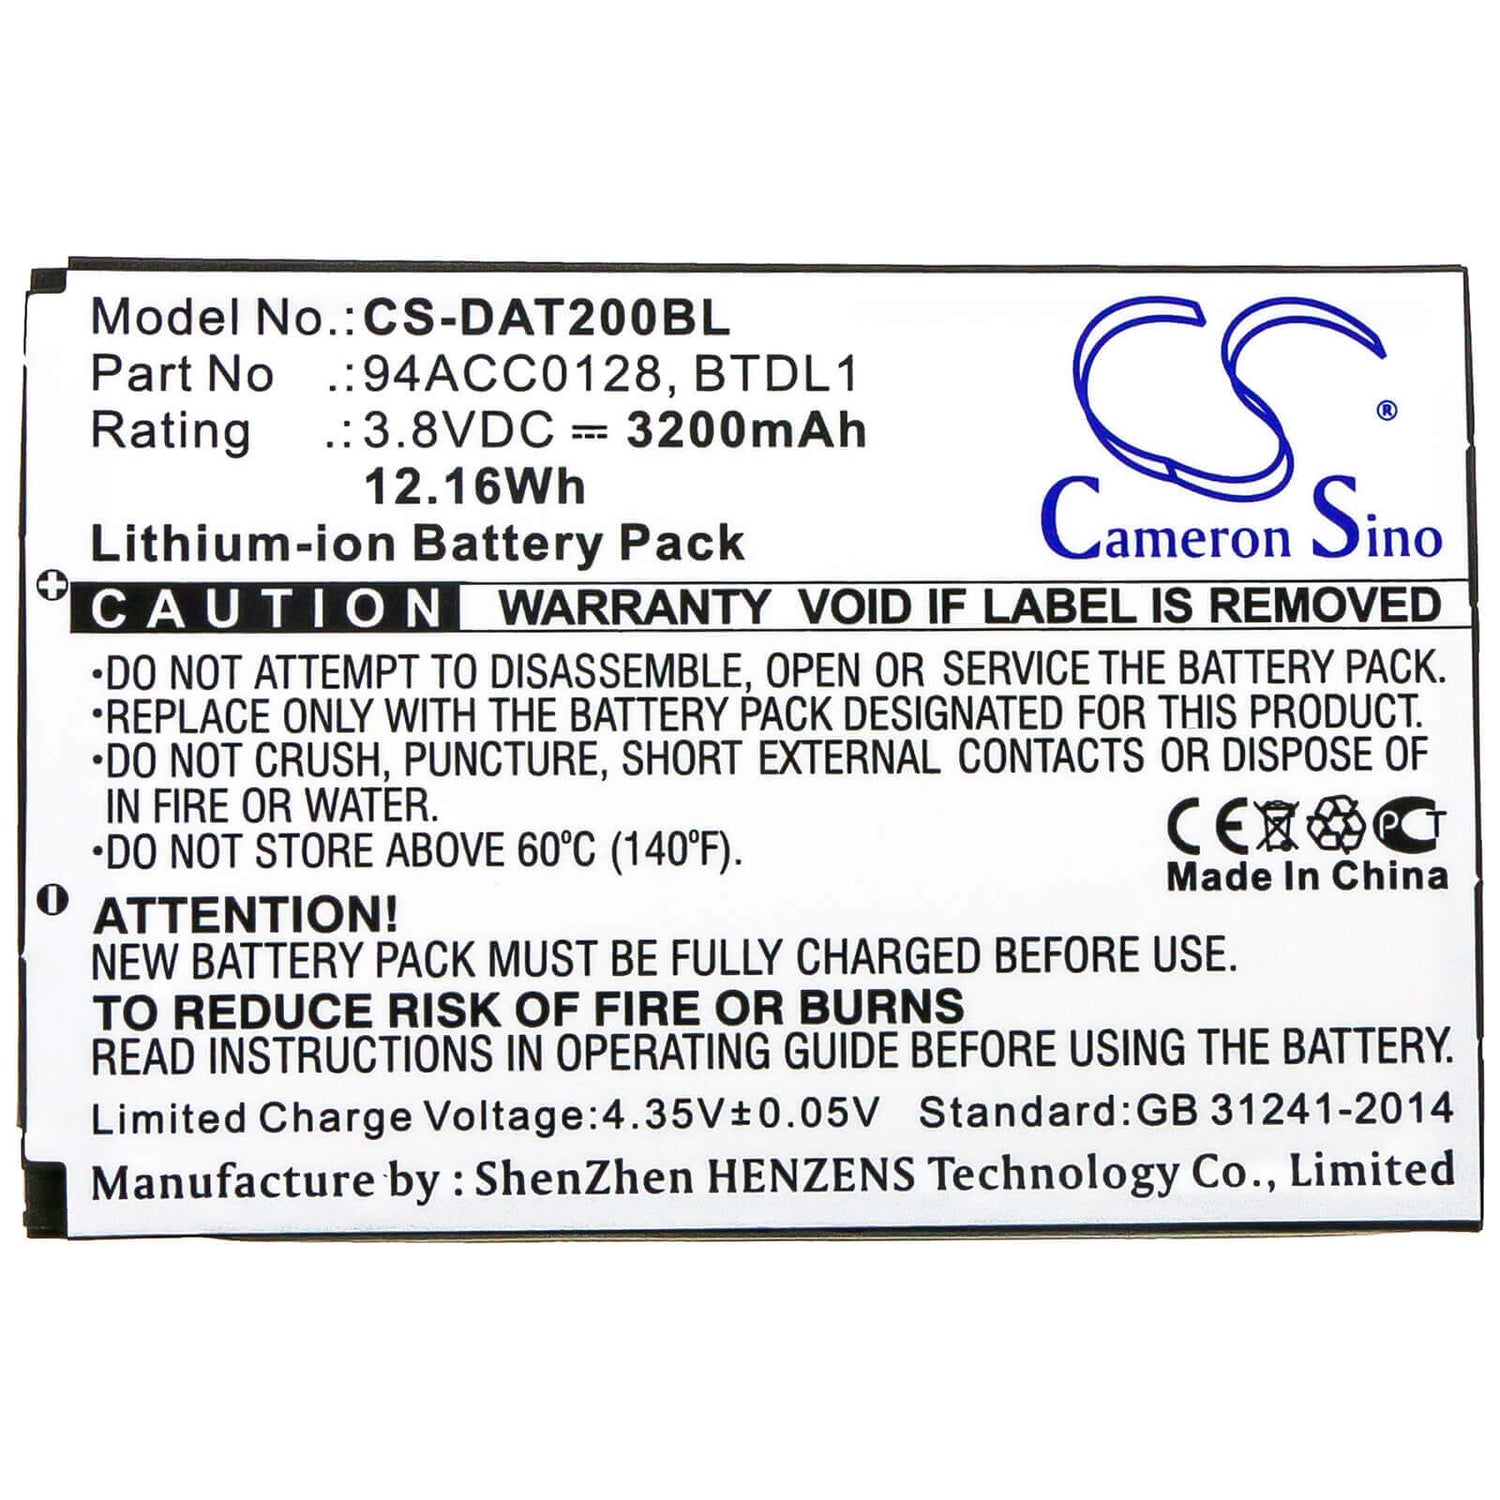 Model No.:CS-DAT200BL
Part No .:94ACC0128, BTDL1
Rating .:3.8VDC ⎓ 3200mAh
12.16Wh
Lithium-ion Battery Pack
CS
®
Cameron Sino
CAUTION WARRANTY VOID IF LABEL IS REMOVED
•DO NOT ATTEMPT TO DISASSEMBLE, OPEN OR SERVICE THE BATTERY PACK.
•REPLACE ONLY WITH THE BATTERY PACK DESIGNATED FOR THIS PRODUCT.
•DO NOT CRUSH, PUNCTURE, SHORT EXTERNAL CONTACTS OR DISPOSE OF
IN FIRE OR WATER.
•DO NOT STORE ABOVE 60ºC (140ºF).
CE PCT
Made In China
ATTENTION!
NEW BATTERY PACK MUST BE FULLY CHARGED BEFORE USE.
TO REDUCE RISK OF FIRE OR BURNS
READ INSTRUCTIONS IN OPERATING GUIDE BEFORE USING THE BATTERY.
Limited Charge Voltage:4.35V±0.05V Standard:GB 31241-2014
Manufacture by : ShenZhen HENZENS Technology Co., Limited